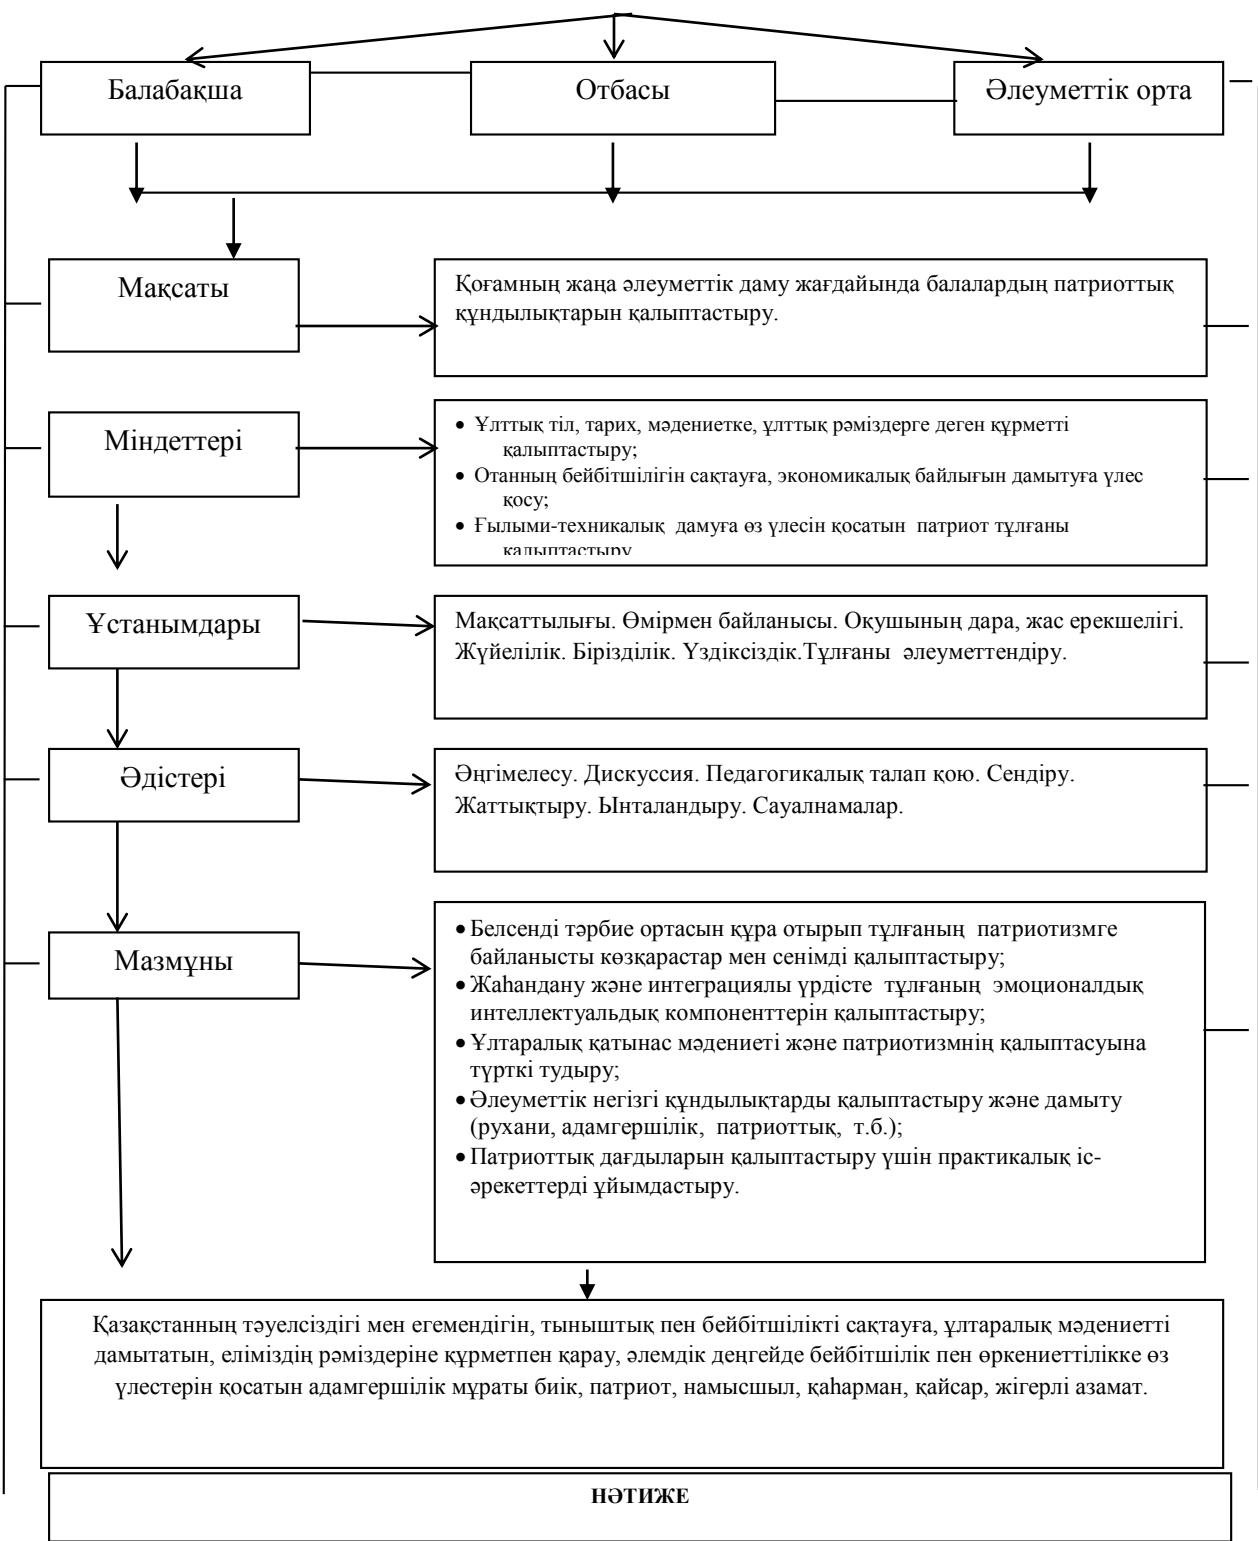 Балабақша
Отбасы
Әлеуметтік орта
Мақсаты
Қоғамның жаңа әлеуметтік даму жағдайында балалардың патриоттық
құндылықтарын қалыптастыру.
Міндеттері
• Ұлттық тіл, тарих, мәдениетке, ұлттық рәміздерге деген құрметті
қалыптастыру;
• Отанның бейбітшілігін сақтауға, экономикалық байлығын дамытуға үлес
қосу;
• Ғылыми-техникалық дамуға өз үлесін қосатын патриот тұлғаны
қалыптастыру
Ұстанымдары
Мақсаттылығы. Өмірмен байланысы. Оқушының дара, жас ерекшелігі.
Жүйелілік. Бірізділік. Үздіксіздік.Тұлғаны әлеуметтендіру.
Әдістері
Әңгімелесу. Дискуссия. Педагогикалық талап қою. Сендіру.
Жаттықтыру. Ынталандыру. Сауалнамалар.
Мазмұны
• Белсенді тәрбие ортасын құра отырып тұлғаның патриотизмге
байланысты көзқарастар мен сенімді қалыптастыру;
• Жаһандану және интеграциялы үрдісте тұлғаның эмоционалдық
интеллектуальдық компоненттерін қалыптастыру;
• Ұлтаралық қатынас мәдениеті және патриотизмнің қалыптасуына
түрткі тудыру;
• Әлеуметтік негізгі құндылықтарды қалыптастыру және дамыту
(рухани, адамгершілік, патриоттық, т.б.);
• Патриоттық дағдыларын қалыптастыру үшін практикалық іс-
әрекеттерді ұйымдастыру.
Қазақстанның тәуелсіздігі мен егемендігін, тыныштық пен бейбітшілікті сақтауға, ұлтаралық мәдениетті
дамытатын, еліміздің рәміздеріне құрметпен қарау, әлемдік деңгейде бейбітшілік пен өркениеттілікке өз
үлестерін қосатын адамгершілік мұраты биік, патриот, намысшыл, қаһарман, қайсар, жігерлі азамат.
НӘТИЖЕ